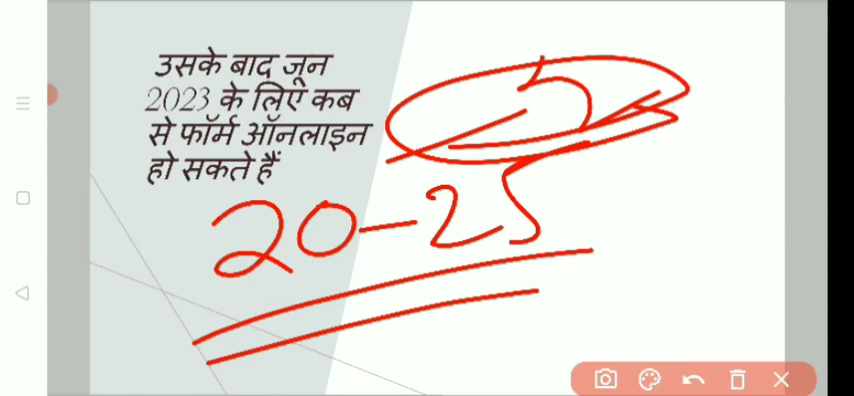 उसके बाद जून
2023 के लिए कब
से फॉर्म ऑनलाइन
हो सकते हैं
20-25